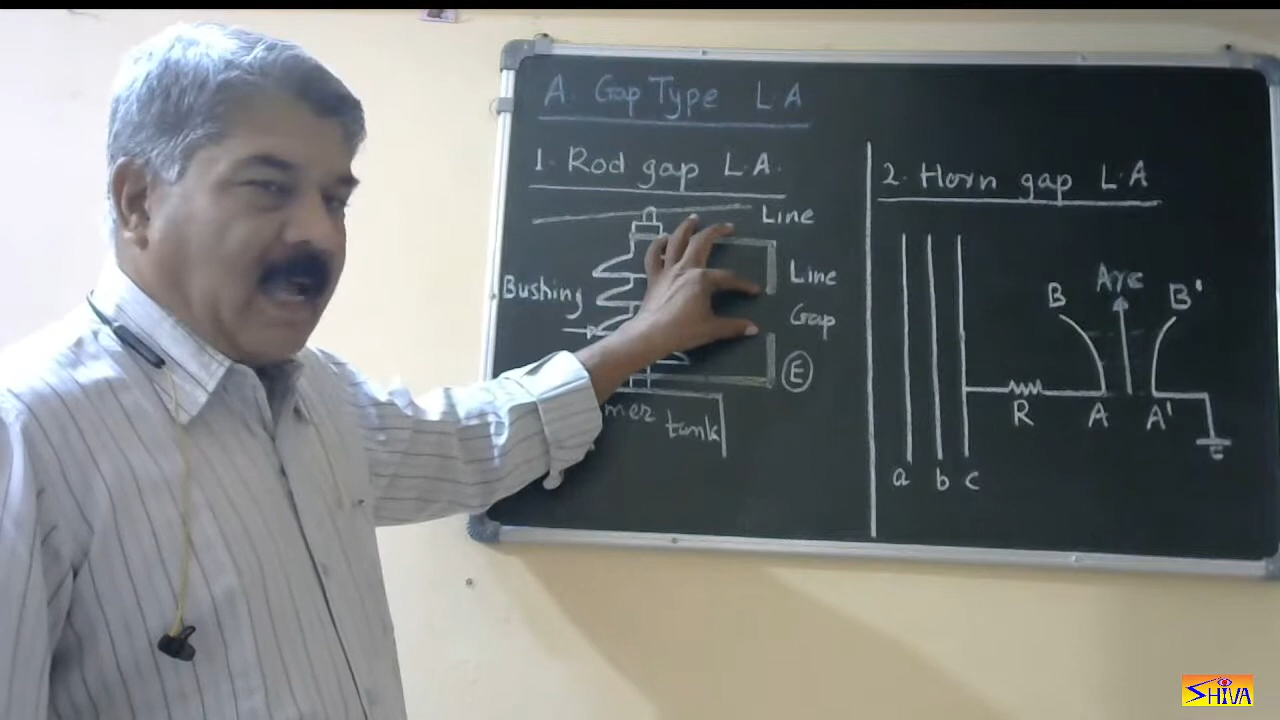 A. Gap Type L A
1. Rod gap L.A.
Line
Bushing
Line
Gap
E
tank
2. Horn gap L.A
B Arc B'
R A A'
E
a b c
SHIVA